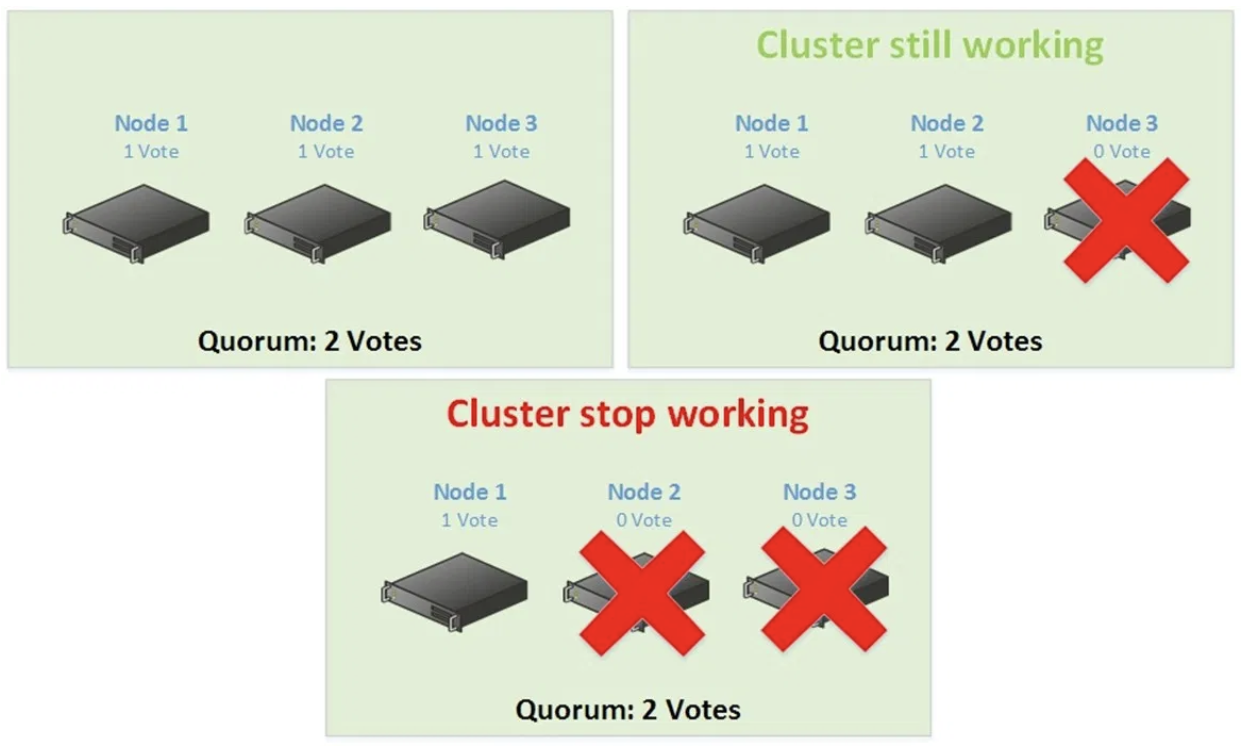 Node 1 Node 2 Node 3
1 Vote 1 Vote 1 Vote
Quorum: 2 Votes
Cluster still working
Node 1 Node 2 Node 3
1 Vote 1 Vote 0 Vote
Quorum: 2 Votes
Cluster stop working
Node 1 Node 2 Node 3
1 Vote 0 Vote 0 Vote
Quorum: 2 Votes